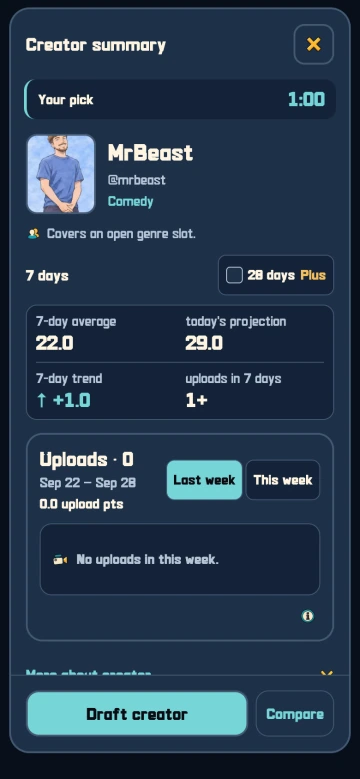 Creator summary
Your pick 1:00
MrBeast
@mrbeast
Comedy
Covers an open genre slot.
7 days 28 days Plus
7-day average today's projection
22.0 29.0
7-day trend uploads in 7 days
↑ +1.0 1+
Uploads · 0
Sep 22 – Sep 28
0.0 upload pts
Last week This week
No uploads in this week.
More about creator
Draft creator Compare